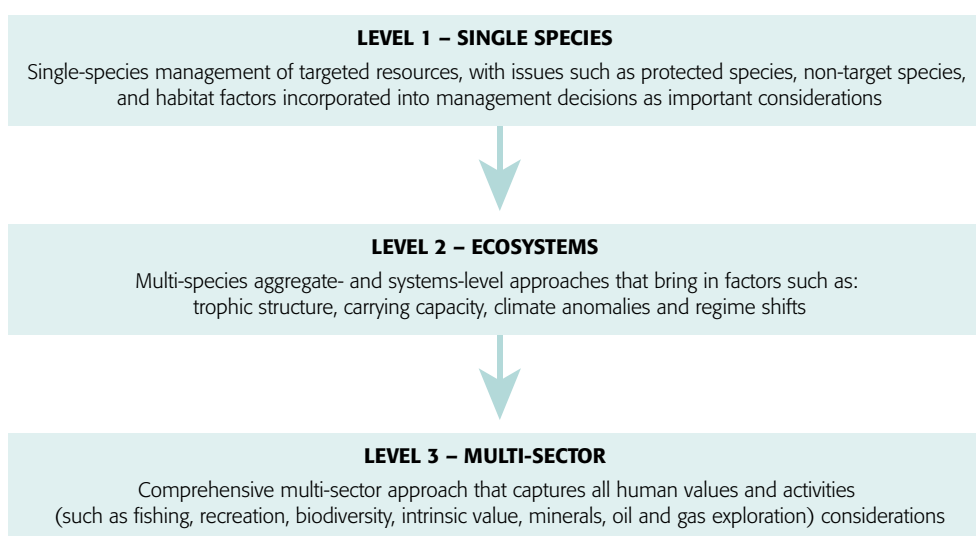 LEVEL 1 – SINGLE SPECIES
Single-species management of targeted resources, with issues such as protected species, non-target species,
and habitat factors incorporated into management decisions as important considerations
LEVEL 2 – ECOSYSTEMS
Multi-species aggregate- and systems-level approaches that bring in factors such as:
trophic structure, carrying capacity, climate anomalies and regime shifts
LEVEL 3 – MULTI-SECTOR
Comprehensive multi-sector approach that captures all human values and activities
(such as fishing, recreation, biodiversity, intrinsic value, minerals, oil and gas exploration) considerations